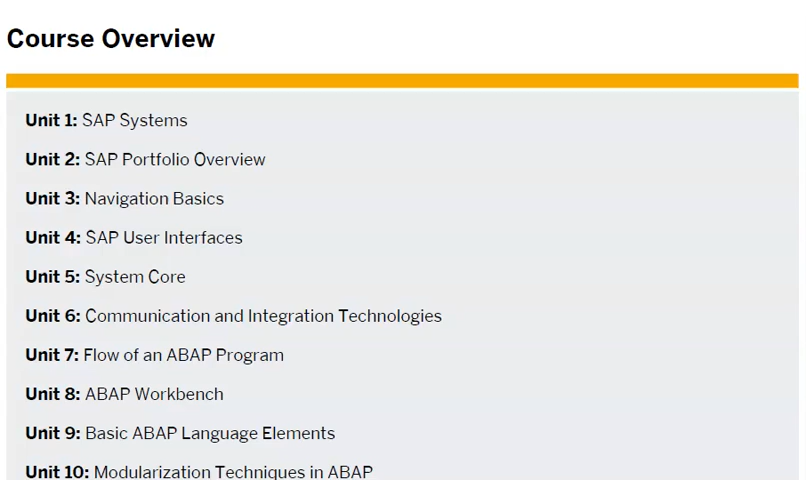 Course Overview
Unit 1: SAP Systems
Unit 2: SAP Portfolio Overview
Unit 3: Navigation Basics
Unit 4: SAP User Interfaces
Unit 5: System Core
Unit 6: Communication and Integration Technologies
Unit 7: Flow of an ABAP Program
Unit 8: ABAP Workbench
Unit 9: Basic ABAP Language Elements
Unit 10: Modularization Techniques in ABAP